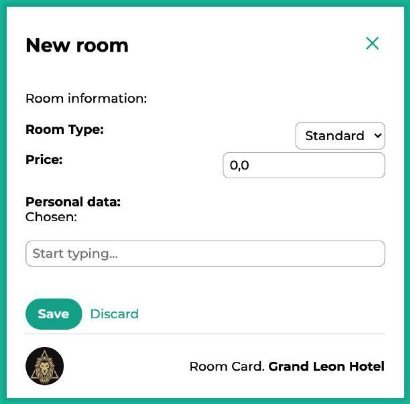 New room
Room information:
Room Type: Standard
Price: 0,0
Personal data:
Chosen:
Start typing...
Save Discard
Room Card. Grand Leon Hotel